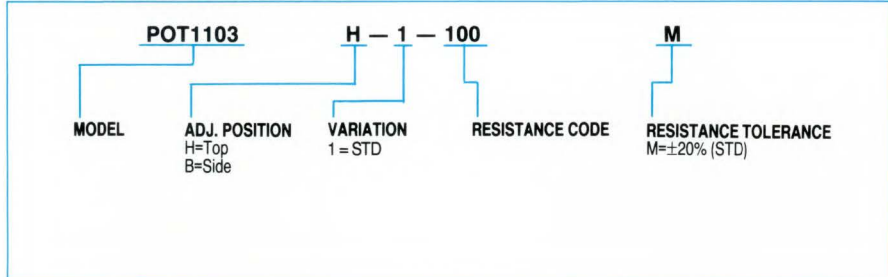 POT1103 H — 1 — 100 M
MODEL
ADJ. POSITION
H=Top
B=Side
VARIATION
1 = STD
RESISTANCE CODE
RESISTANCE TOLERANCE
M=±20% (STD)